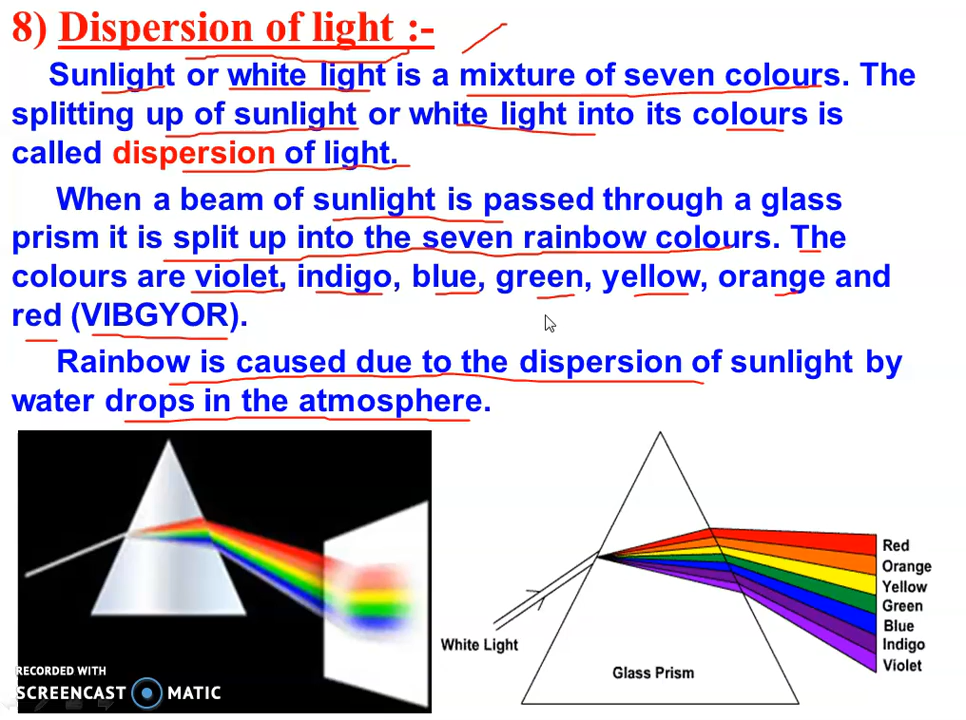 8) Dispersion of light :-
Sunlight or white light is a mixture of seven colours. The
splitting up of sunlight or white light into its colours is
called dispersion of light.
When a beam of sunlight is passed through a glass
prism it is split up into the seven rainbow colours. The
colours are violet, indigo, blue, green, yellow, orange and
red (VIBGYOR).
Rainbow is caused due to the dispersion of sunlight by
water drops in the atmosphere.
Red
Orange
Yellow
Green
Blue
Indigo
Violet
White Light
Glass Prism
RECORDED WITH
SCREENCAST MATIC